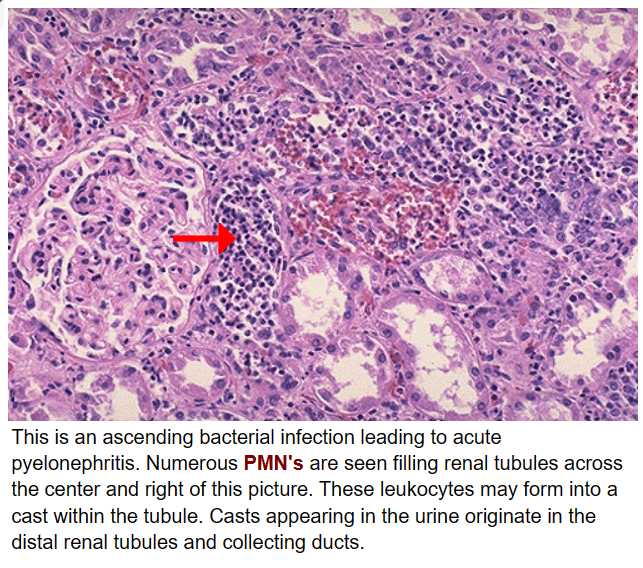 This is an ascending bacterial infection leading to acute
pyelonephritis. Numerous PMN's are seen filling renal tubules across
the center and right of this picture. These leukocytes may form into a
cast within the tubule. Casts appearing in the urine originate in the
distal renal tubules and collecting ducts.